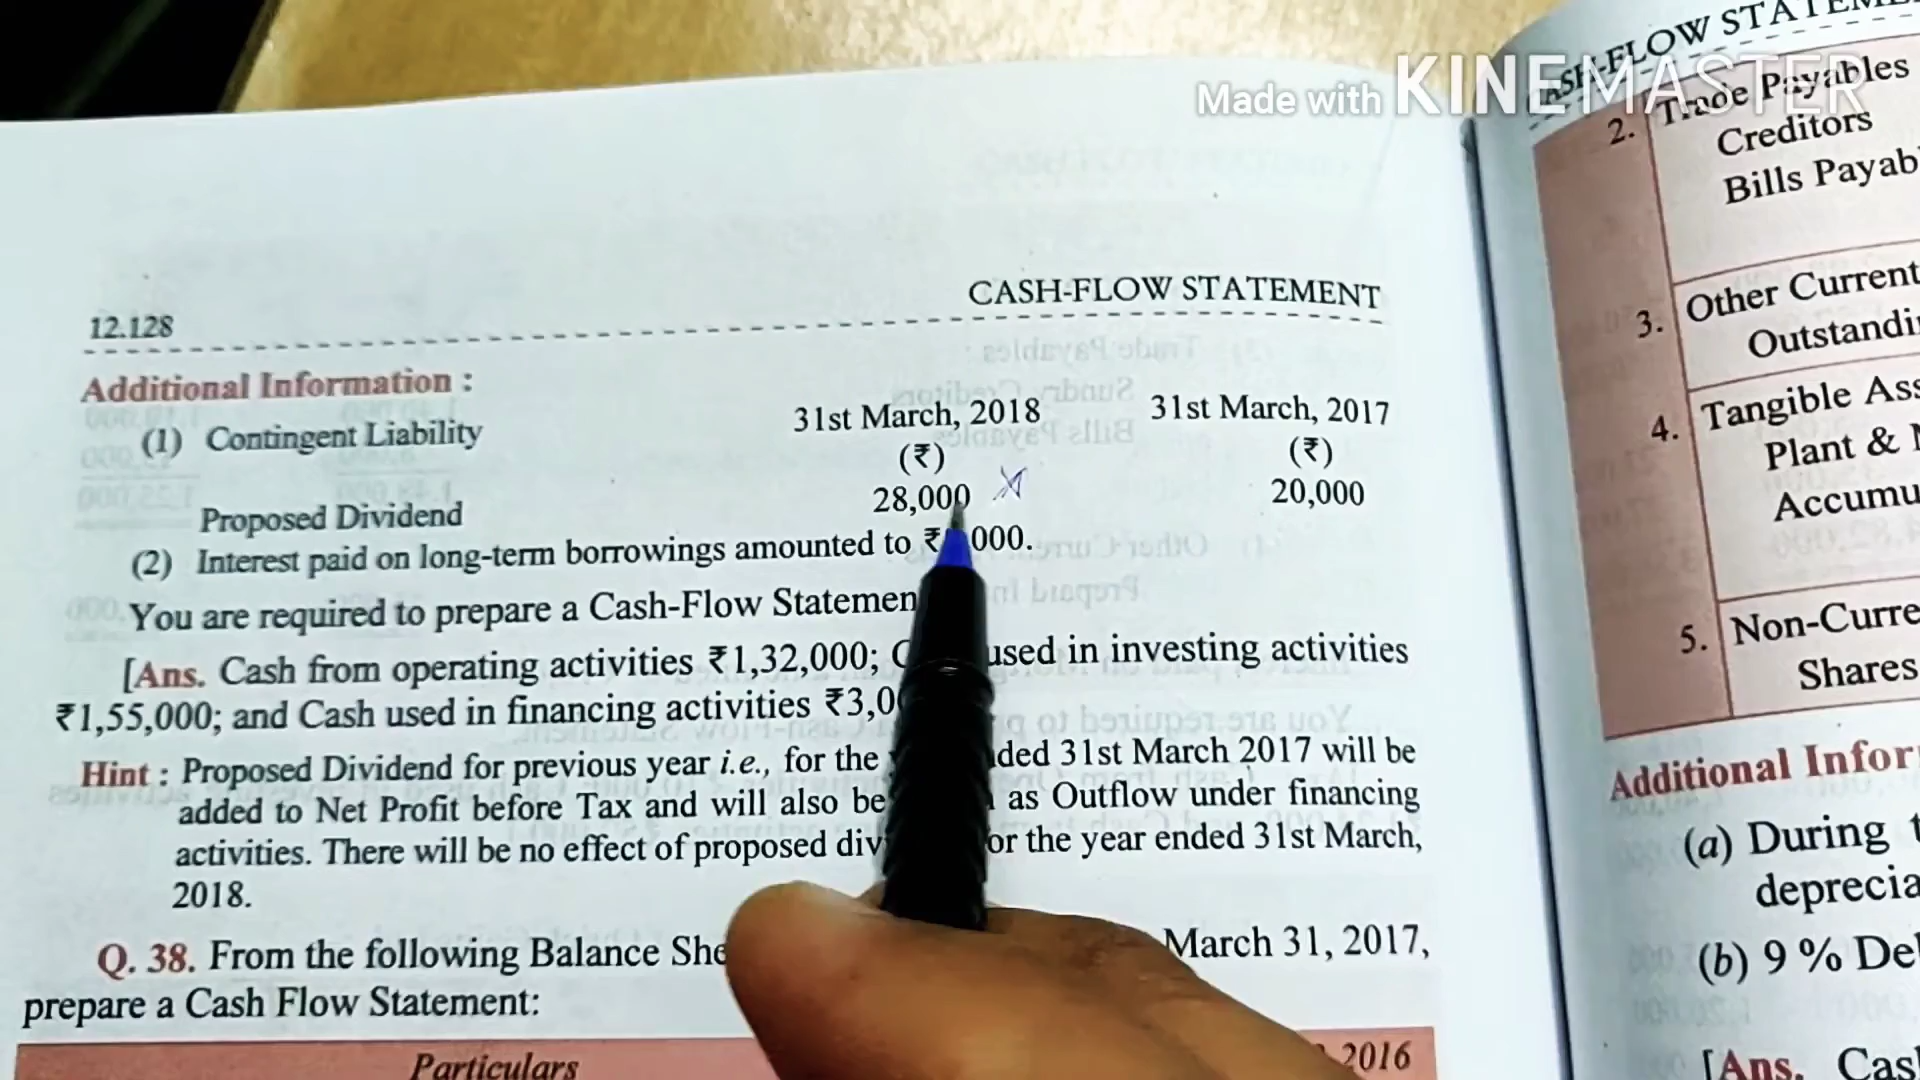 Made with KINEMASTER
12.128
CASH-FLOW STATEMENT
Additional Information :
31st March, 2018 31st March, 2017
(1) Contingent Liability
(₹) (₹)
Proposed Dividend 28,000 20,000
(2) Interest paid on long-term borrowings amounted to ₹ 000.
You are required to prepare a Cash-Flow Statemen
[Ans. Cash from operating activities ₹1,32,000; used in investing activities
₹1,55,000; and Cash used in financing activities ₹3,0
Hint : Proposed Dividend for previous year i.e., for the ded 31st March 2017 will be
added to Net Profit before Tax and will also be as Outflow under financing
activities. There will be no effect of proposed div or the year ended 31st March,
2018.
Q. 38. From the following Balance She March 31, 2017,
prepare a Cash Flow Statement:
Particulars 2016
CASH-FLOW STATEME
2. Trade Payables
Creditors
Bills Payab
3. Other Current
Outstandi
4. Tangible Ass
Plant &
Accumu
5. Non-Curre
Shares
Additional Infor
(a) During
deprecia
(b) 9 % De
[Ans. Cas